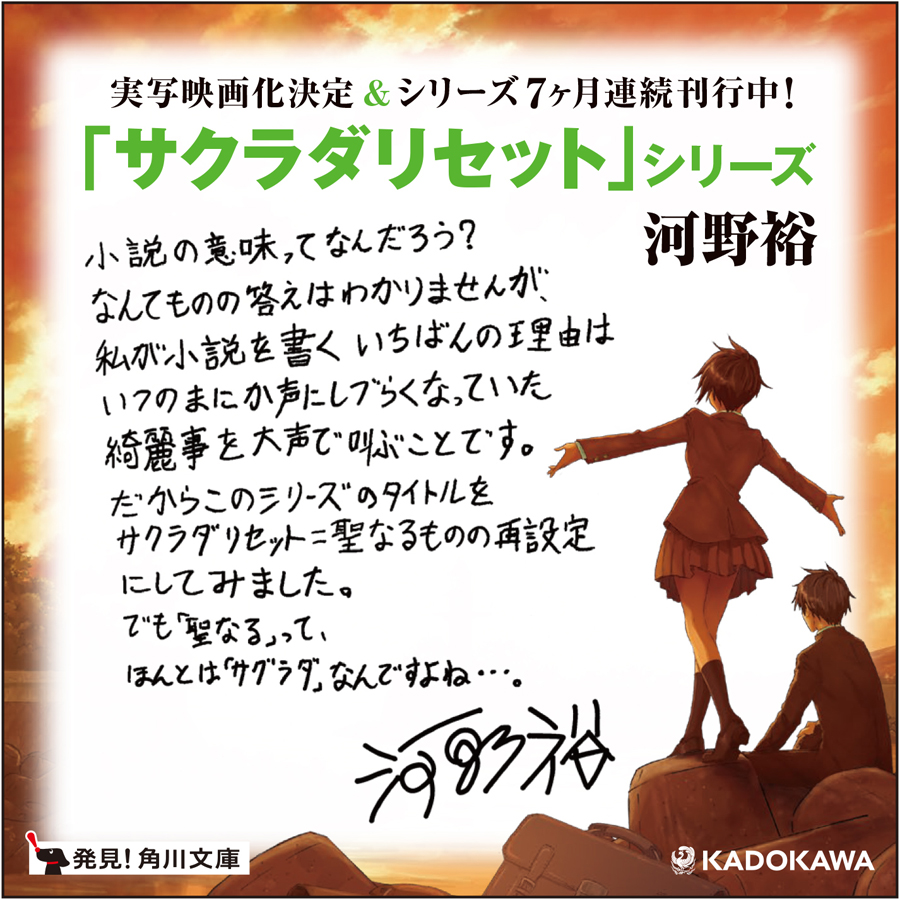 実写映画化決定&シリーズ7ヶ月連続刊行中!
「サクラダリセット」シリーズ
河野裕
小説の意味ってなんだろう?
なんてものの答えはわかりませんが、
私が小説を書くいちばんの理由は
いつのまにか声にしづらくなっていた
綺麗事を大声で叫ぶことです。
だからこのシリーズのタイトルを
サクラダリセット=聖なるものの再設定
にしてみました。
でも「聖なる」って、
ほんとは「サグラダ」なんですよね…。
河野裕
発見!角川文庫
KADOKAWA